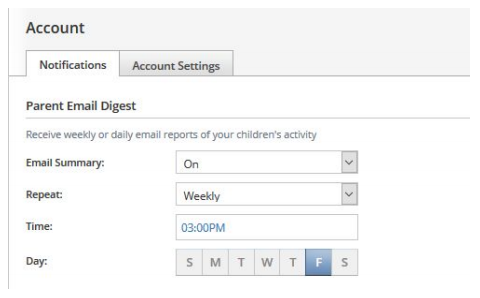 Account
Notifications Account Settings
Parent Email Digest
Receive weekly or daily email reports of your children's activity
Email Summary: On
Repeat: Weekly
Time: 03:00PM
Day: S M T W T F S